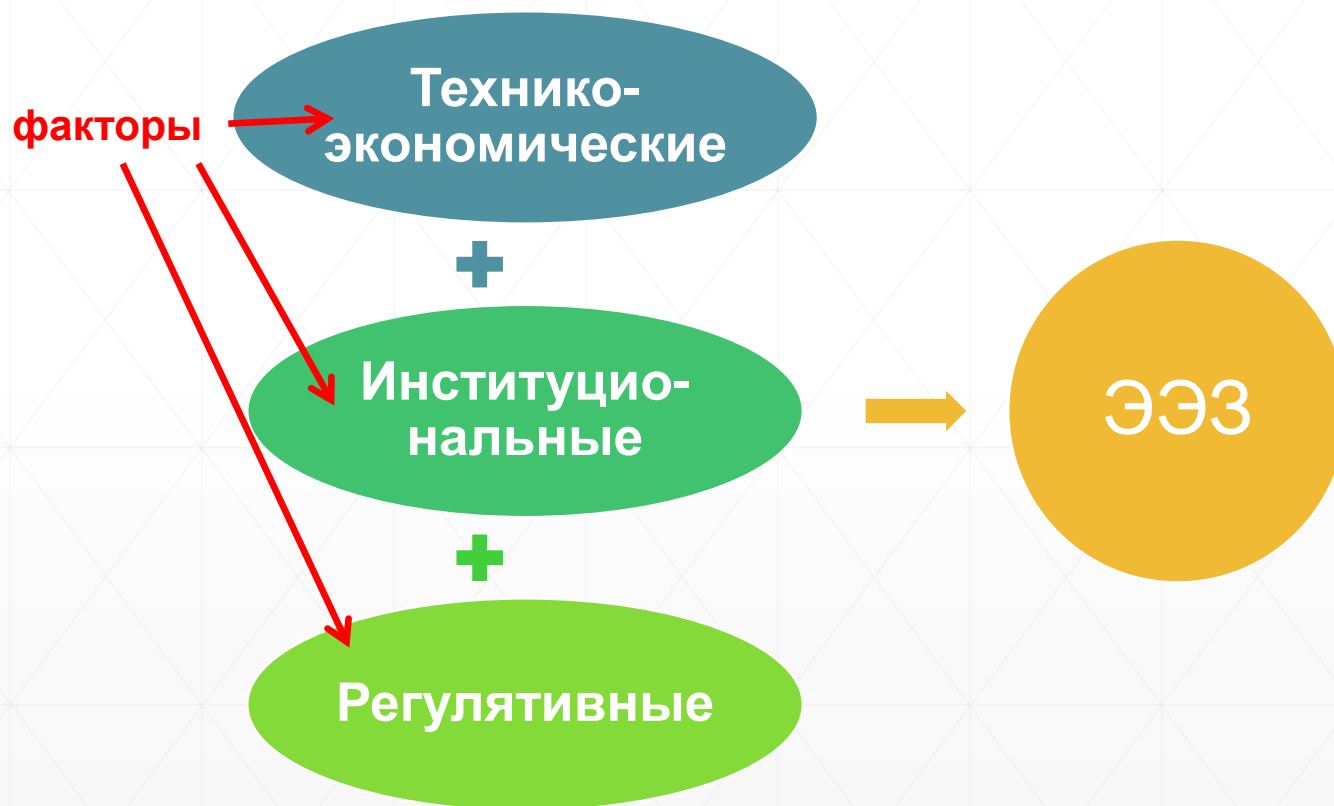 Технико-
экономические
факторы
Институцио-
нальные
ЭЭЗ
Регулятивные